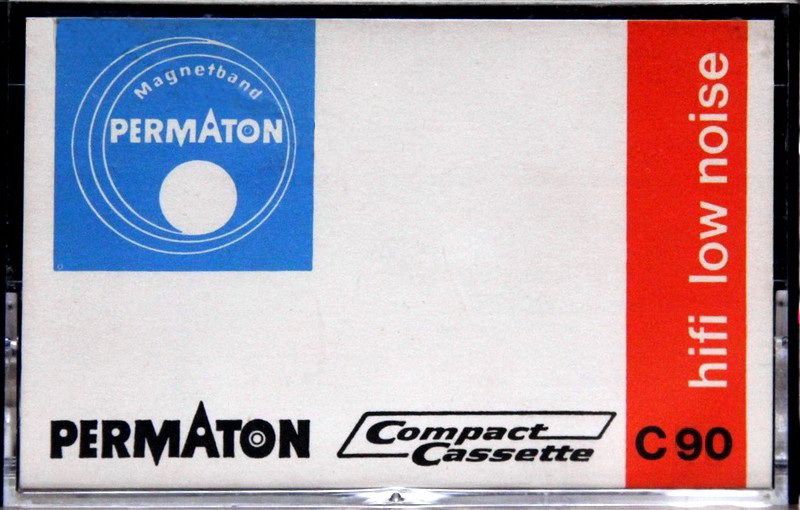 Magnetband
PERMATON
hifi low noise
PERMATON
Compact
Cassette
C 90